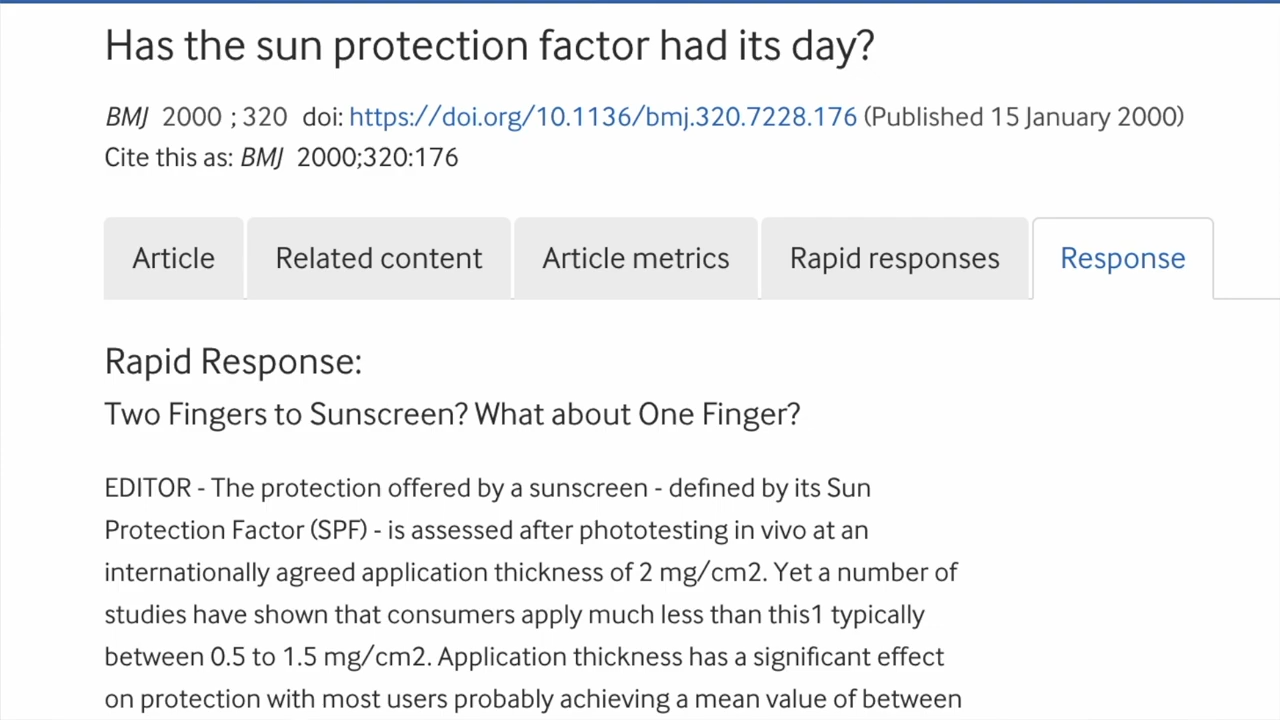 Has the sun protection factor had its day?
BMJ 2000 ; 320 doi: https://doi.org/10.1136/bmj.320.7228.176 (Published 15 January 2000)
Cite this as: BMJ 2000;320:176
Article Related content Article metrics Rapid responses Response
Rapid Response:
Two Fingers to Sunscreen? What about One Finger?
EDITOR - The protection offered by a sunscreen - defined by its Sun
Protection Factor (SPF) - is assessed after phototesting in vivo at an
internationally agreed application thickness of 2 mg/cm2. Yet a number of
studies have shown that consumers apply much less than this1 typically
between 0.5 to 1.5 mg/cm2. Application thickness has a significant effect
on protection with most users probably achieving a mean value of between